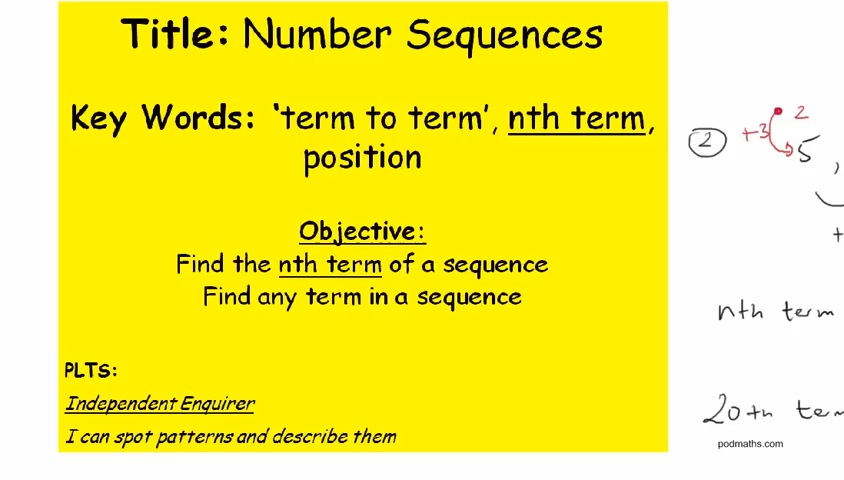 Title: Number Sequences
Key Words: ‘term to term’, nth term,
position
Objective:
Find the nth term of a sequence
Find any term in a sequence
PLTs:
Independent Enquirer
I can spot patterns and describe them
2
+3
2
5 ,
+
nth term
20th
podmaths.com